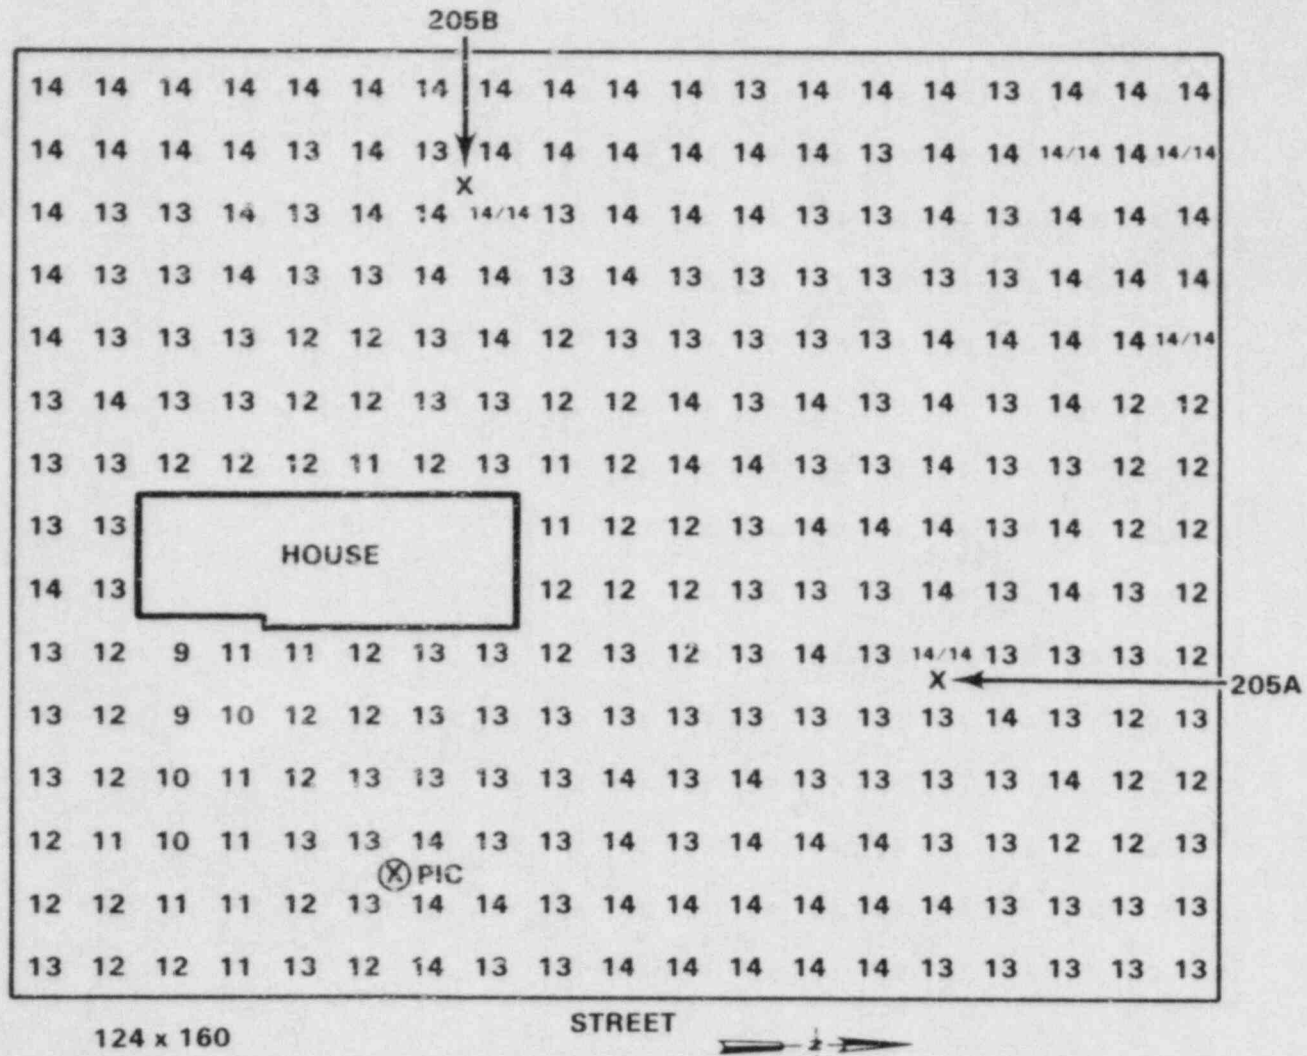 205B
14 14 14 14 14 14 14 14 14 14 14 13 14 14 14 13 14 14 14
14 14 14 14 13 14 13 14 14 14 14 14 14 13 14 14 14/14 14 14/14
X
14 13 13 14 13 14 14 14/14 13 14 14 14 13 13 14 13 14 14 14
14 13 13 14 13 13 14 14 13 14 13 13 13 13 13 13 14 14 14
14 13 13 13 12 12 13 14 12 13 13 13 13 13 14 14 14 14 14/14
13 14 13 13 12 12 13 13 12 12 14 13 14 13 14 13 14 12 12
13 13 12 12 12 11 12 13 11 12 14 14 13 13 14 13 13 12 12
13 13 11 12 12 13 14 14 14 13 14 12 12
HOUSE
14 13 12 12 12 13 13 13 14 13 14 13 12
13 12 9 11 11 12 13 13 12 13 12 13 14 13 14/14 13 13 13 12
X 205A
13 12 9 10 12 12 13 13 13 13 13 13 13 13 13 14 13 12 13
13 12 10 11 12 13 13 13 13 14 13 14 13 13 13 13 14 12 12
12 11 10 11 13 13 14 13 13 14 13 14 14 14 13 13 12 12 13
X PIC
12 12 11 11 12 13 14 14 13 14 14 14 14 14 14 13 13 13 13
13 12 12 11 13 12 14 13 13 14 14 14 14 14 13 13 13 13 13
STREET
124 x 160